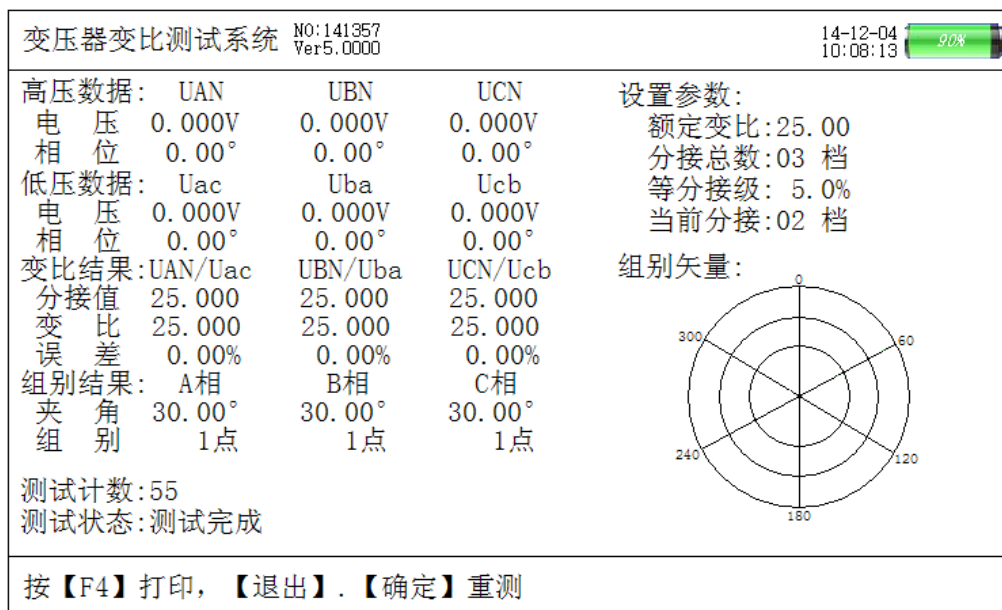 变压器变比测试系统 NO:141357 Ver5.0000
14-12-04
10:08:13
90%
高压数据: UAN UBN UCN
电 压 0.000V 0.000V 0.000V
相 位 0.00° 0.00° 0.00°
低压数据: Uac Uba Ucb
电 压 0.000V 0.000V 0.000V
相 位 0.00° 0.00° 0.00°
变比结果:UAN/Uac UBN/Uba UCN/Ucb
分接值 25.000 25.000 25.000
变 比 25.000 25.000 25.000
误 差 0.00% 0.00% 0.00%
组别结果: A相 B相 C相
夹 角 30.00° 30.00° 30.00°
组 别 1点 1点 1点
测试计数:55
测试状态:测试完成
设置参数:
额定变比:25.00
分接总数:03 档
等分接级: 5.0%
当前分接:02 档
组别矢量:
0
60
120
180
240
300
按【F4】打印，【退出】.【确定】重测